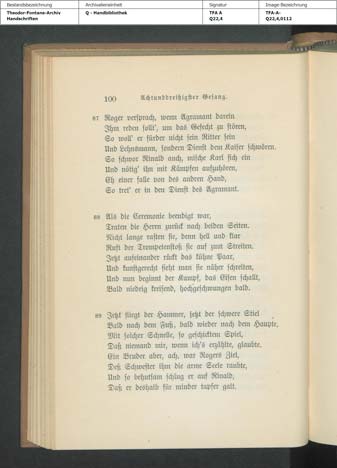 Bestandsbezeichnung
Archivalieneinheit
Signatur
Image-Bezeichnung
Theodor-Fontane-Archiv
Q - Handbibliothek
TFA A
TFA-A-
Handschriften
Q22,4
Q22,4,0112
100 Achtunddreißigster Gesang.
87 Roger versprach, wenn Agramant darein
Ihm reden sollt', um das Gefecht zu stören,
So woll' er fürder nicht sein Ritter sein
Und Lehnsmann, sondern Dienst dem Kaiser schwören.
Ea schwor Rinald auch, mische Karl sich ein
Und nötig' ihn mit Kämpfen aufzuhören,
Eh einer falle von des andern Hand,
So tret' er in den Dienst des Agramant.
88 Als die Ceremonie beendigt war,
Traten die Herrn zurück nach beiden Seiten.
Nicht lange rasten sie, denn hell und klar
Ruft der Trompetenstoß sie auf zum Streiten.
Jetzt aufeinander rückt das kühne Paar,
Und kunstgerecht sieht man sie näher schreiten,
Und nun beginnt der Kampf, das Eisen schallt,
Bald niedrig kreisend, hochgeschwungen bald.
89 Jetzt fliegt der Hammer, jetzt der schwere Stiel
Bald nach dem Fuß, bald wieder nach dem Haupte,
Mit solcher Schnelle, so geschicktem Spiel,
Daß niemand mir, wenn ich's erzählte, glaubte.
Ein Bruder aber, ach, war Rogers Ziel,
Deß Schwester ihm die arme Seele raubte,
Und so behutsam schlug er auf Rinald,
Daß er deshalb für minder tapfer galt.